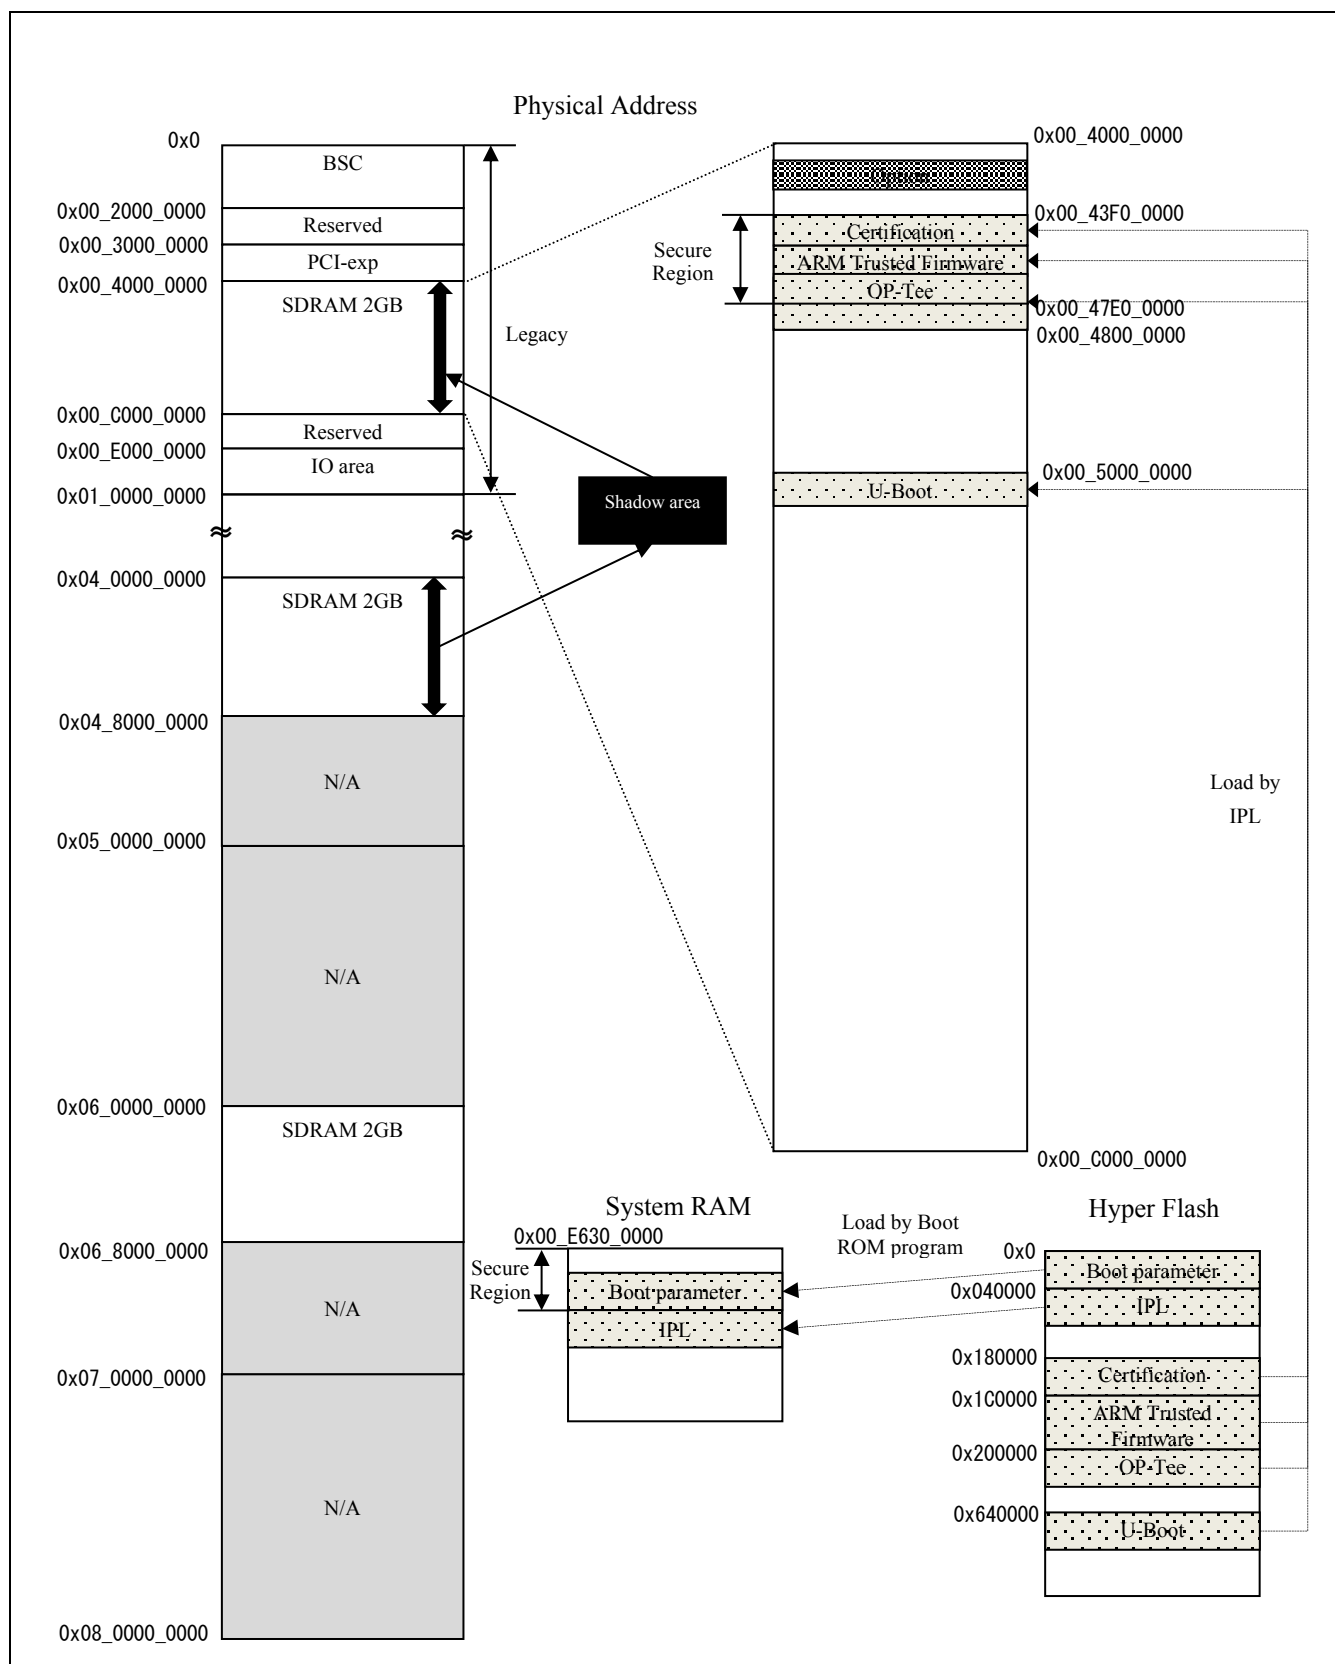 Physical Address
0x0
BSC
0x00_2000_0000
Reserved
0x00_3000_0000
PCI-exp
0x00_4000_0000
SDRAM 2GB
Legacy
0x00_C000_0000
Reserved
0x00_E000_0000
IO area
0x01_0000_0000
Shadow area
0x04_0000_0000
SDRAM 2GB
0x04_8000_0000
N/A
0x05_0000_0000
N/A
0x06_0000_0000
SDRAM 2GB
0x06_8000_0000
N/A
0x07_0000_0000
N/A
0x08_0000_0000
0x00_4000_0000
Option
0x00_43F0_0000
Secure
Region
Certification
ARM Trusted Firmware
OP-Tee
0x00_47E0_0000
0x00_4800_0000
0x00_5000_0000
U-Boot
Load by
IPL
0x00_C000_0000
System RAM
0x00_E630_0000
Secure
Region
Boot parameter
IPL
Load by Boot
ROM program
Hyper Flash
0x0
Boot parameter
0x040000
IPL
0x180000
Certification
0x1C0000
ARM Trusted
Firmware
0x200000
OP-Tee
0x640000
U-Boot